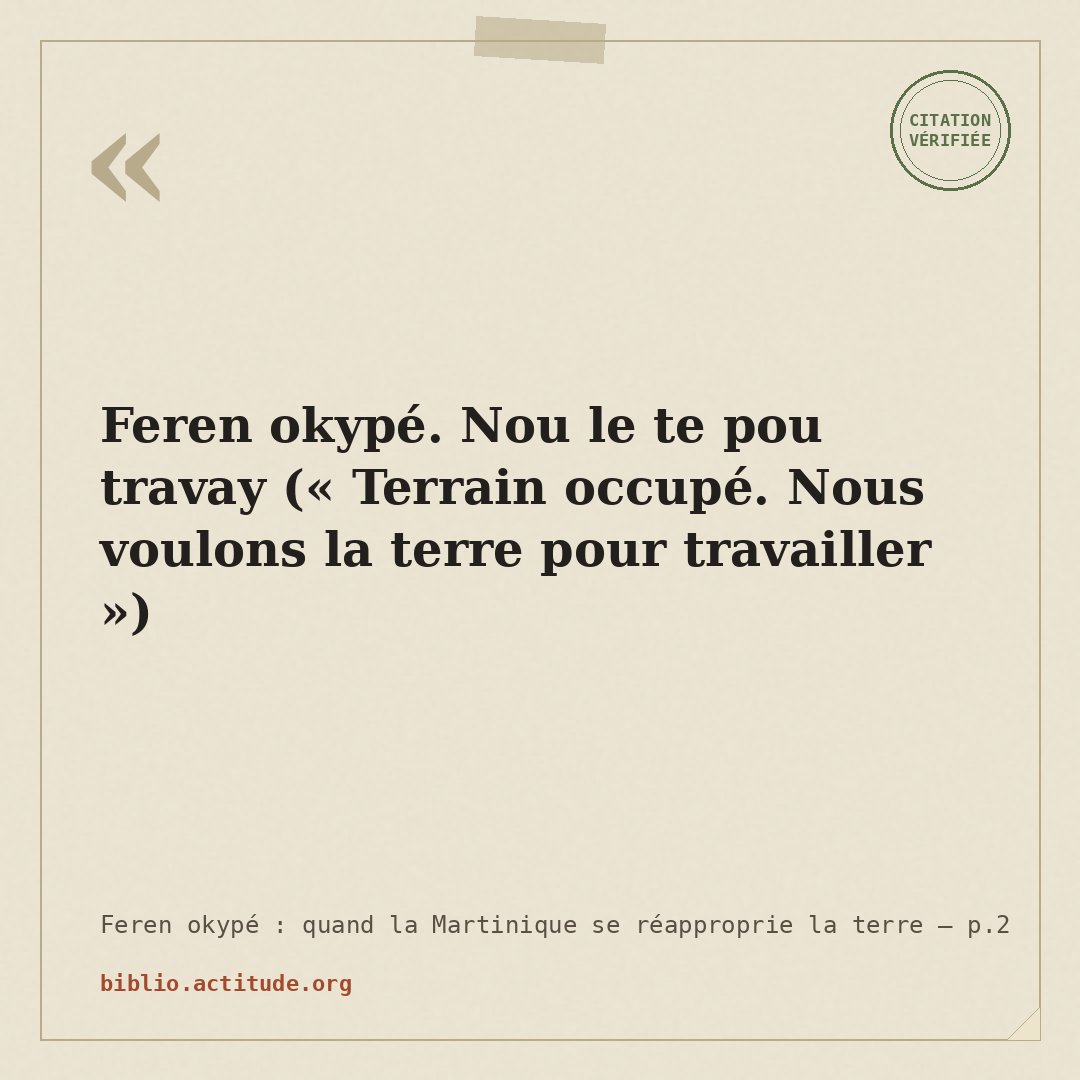 «
CITATION
VÉRIFIÉE
Feren okypé. Nou le te pou
travay (« Terrain occupé. Nous
voulons la terre pour travailler
»)
Feren okypé : quand la Martinique se réapproprie la terre — p.2
biblio.actitude.org